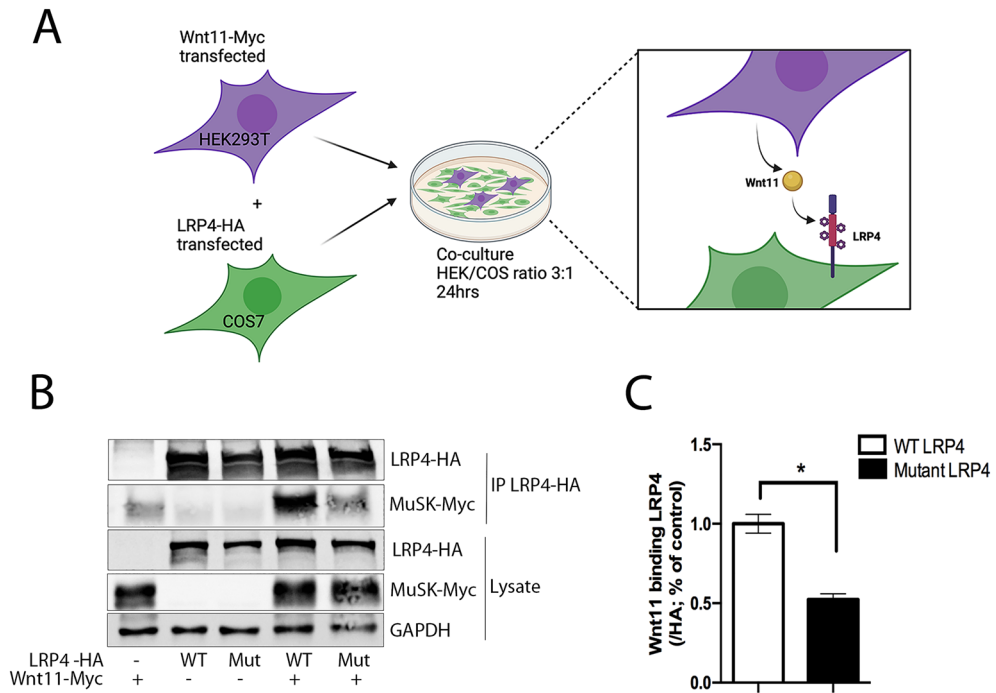 A
Wnt11-Myc
transfected
HEK293T
+
LRP4-HA
transfected
COS7
Co-culture
HEK/COS ratio 3:1
24hrs
Wnt11
LRP4
B
LRP4-HA
MuSK-Myc
IP LRP4-HA
LRP4-HA
MuSK-Myc
GAPDH
Lysate
LRP4 -HA - WT Mut WT Mut
Wnt11-Myc + - - + +
C
Wnt11 binding LRP4
(/HA; % of control)
1.5
1.0
0.5
0.0
*
WT LRP4
Mutant LRP4